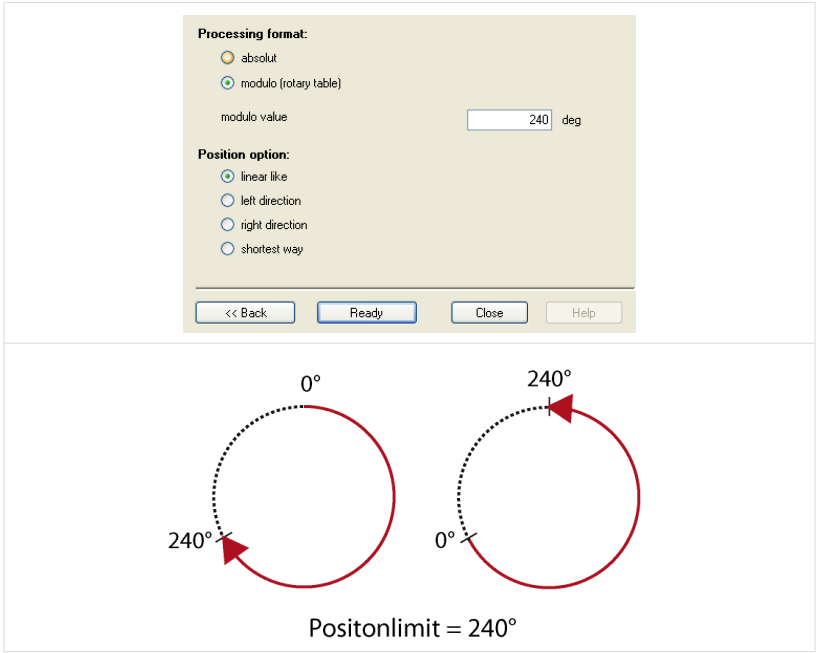 Processing format:
absolut
modulo (rotary table)
modulo value 240 deg
Position option:
linear like
left direction
right direction
shortest way
<< Back Ready Close Help
0° 240°
240° 0°
Positonlimit = 240°